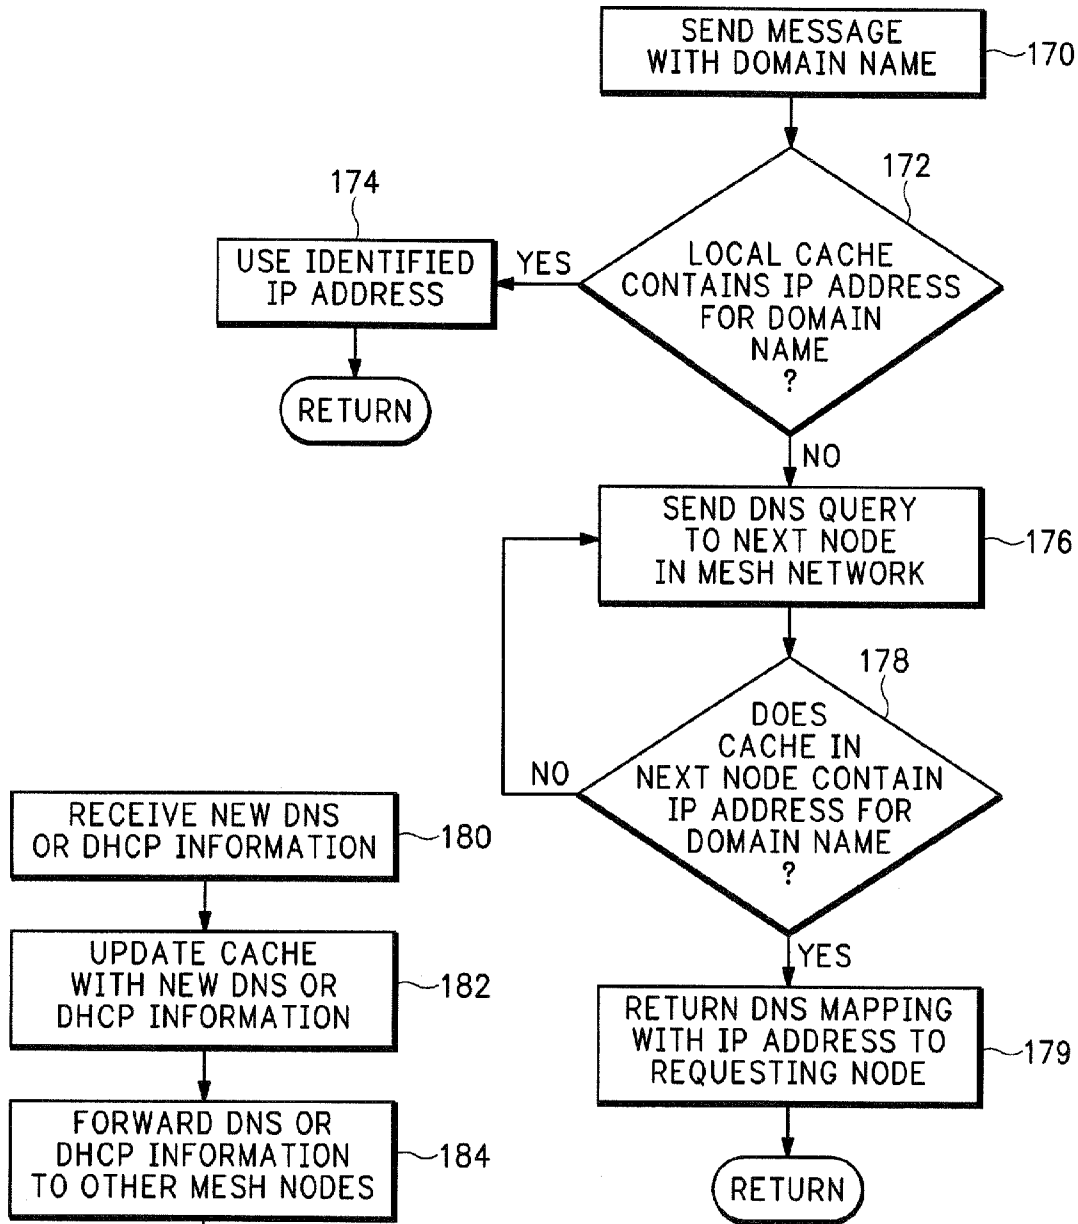 SEND MESSAGE
WITH DOMAIN NAME
170
172
LOCAL CACHE
CONTAINS IP ADDRESS
FOR DOMAIN
NAME
?
YES
174
USE IDENTIFIED
IP ADDRESS
RETURN
NO
SEND DNS QUERY
TO NEXT NODE
IN MESH NETWORK
176
178
DOES
CACHE IN
NEXT NODE CONTAIN
IP ADDRESS FOR
DOMAIN NAME
?
NO
YES
RETURN DNS MAPPING
WITH IP ADDRESS TO
REQUESTING NODE
179
RETURN
RECEIVE NEW DNS
OR DHCP INFORMATION
180
UPDATE CACHE
WITH NEW DNS OR
DHCP INFORMATION
182
FORWARD DNS OR
DHCP INFORMATION
TO OTHER MESH NODES
184